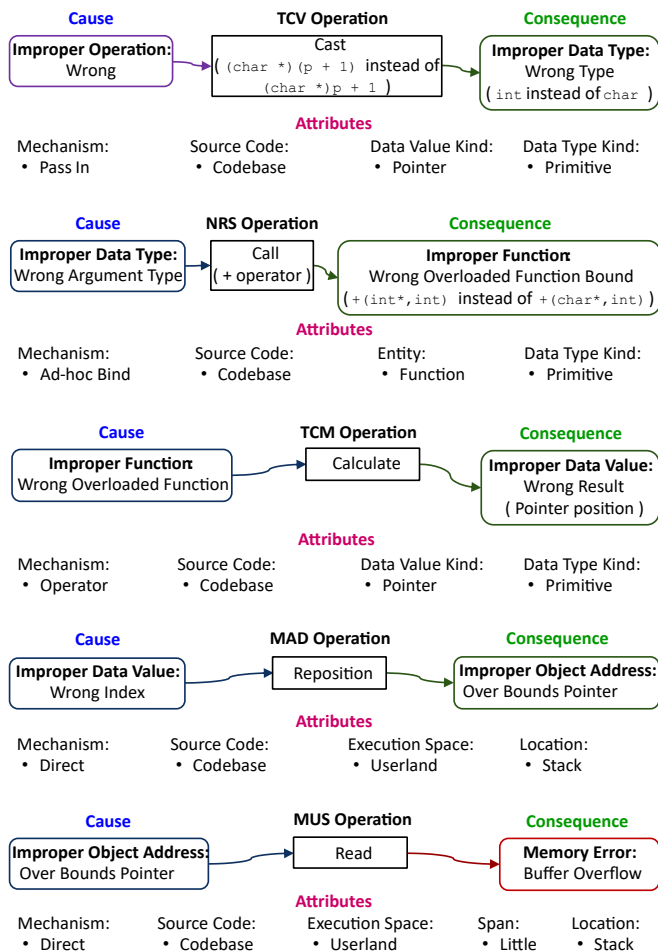 Cause TCV Operation Consequence
Improper Operation:
Wrong
Cast
( (char *)(p + 1) instead of
(char *)p + 1 )
Improper Data Type:
Wrong Type
( int instead of char )
Attributes
Mechanism: Source Code: Data Value Kind: Data Type Kind:
• Pass In • Codebase • Pointer • Primitive
Cause NRS Operation Consequence
Improper Data Type:
Wrong Argument Type
Call
( + operator )
Improper Function:
Wrong Overloaded Function Bound
( +(int*,int) instead of +(char*,int) )
Attributes
Mechanism: Source Code: Entity: Data Type Kind:
• Ad-hoc Bind • Codebase • Function • Primitive
Cause TCM Operation Consequence
Improper Function:
Wrong Overloaded Function
Calculate
Improper Data Value:
Wrong Result
( Pointer position )
Attributes
Mechanism: Source Code: Data Value Kind: Data Type Kind:
• Operator • Codebase • Pointer • Primitive
Cause MAD Operation Consequence
Improper Data Value:
Wrong Index
Reposition
Improper Object Address:
Over Bounds Pointer
Attributes
Mechanism: Source Code: Execution Space: Location:
• Direct • Codebase • Userland • Stack
Cause MUS Operation Consequence
Improper Object Address:
Over Bounds Pointer
Read
Memory Error:
Buffer Overflow
Attributes
Mechanism: Source Code: Execution Space: Span: Location:
• Direct • Codebase • Userland • Little • Stack